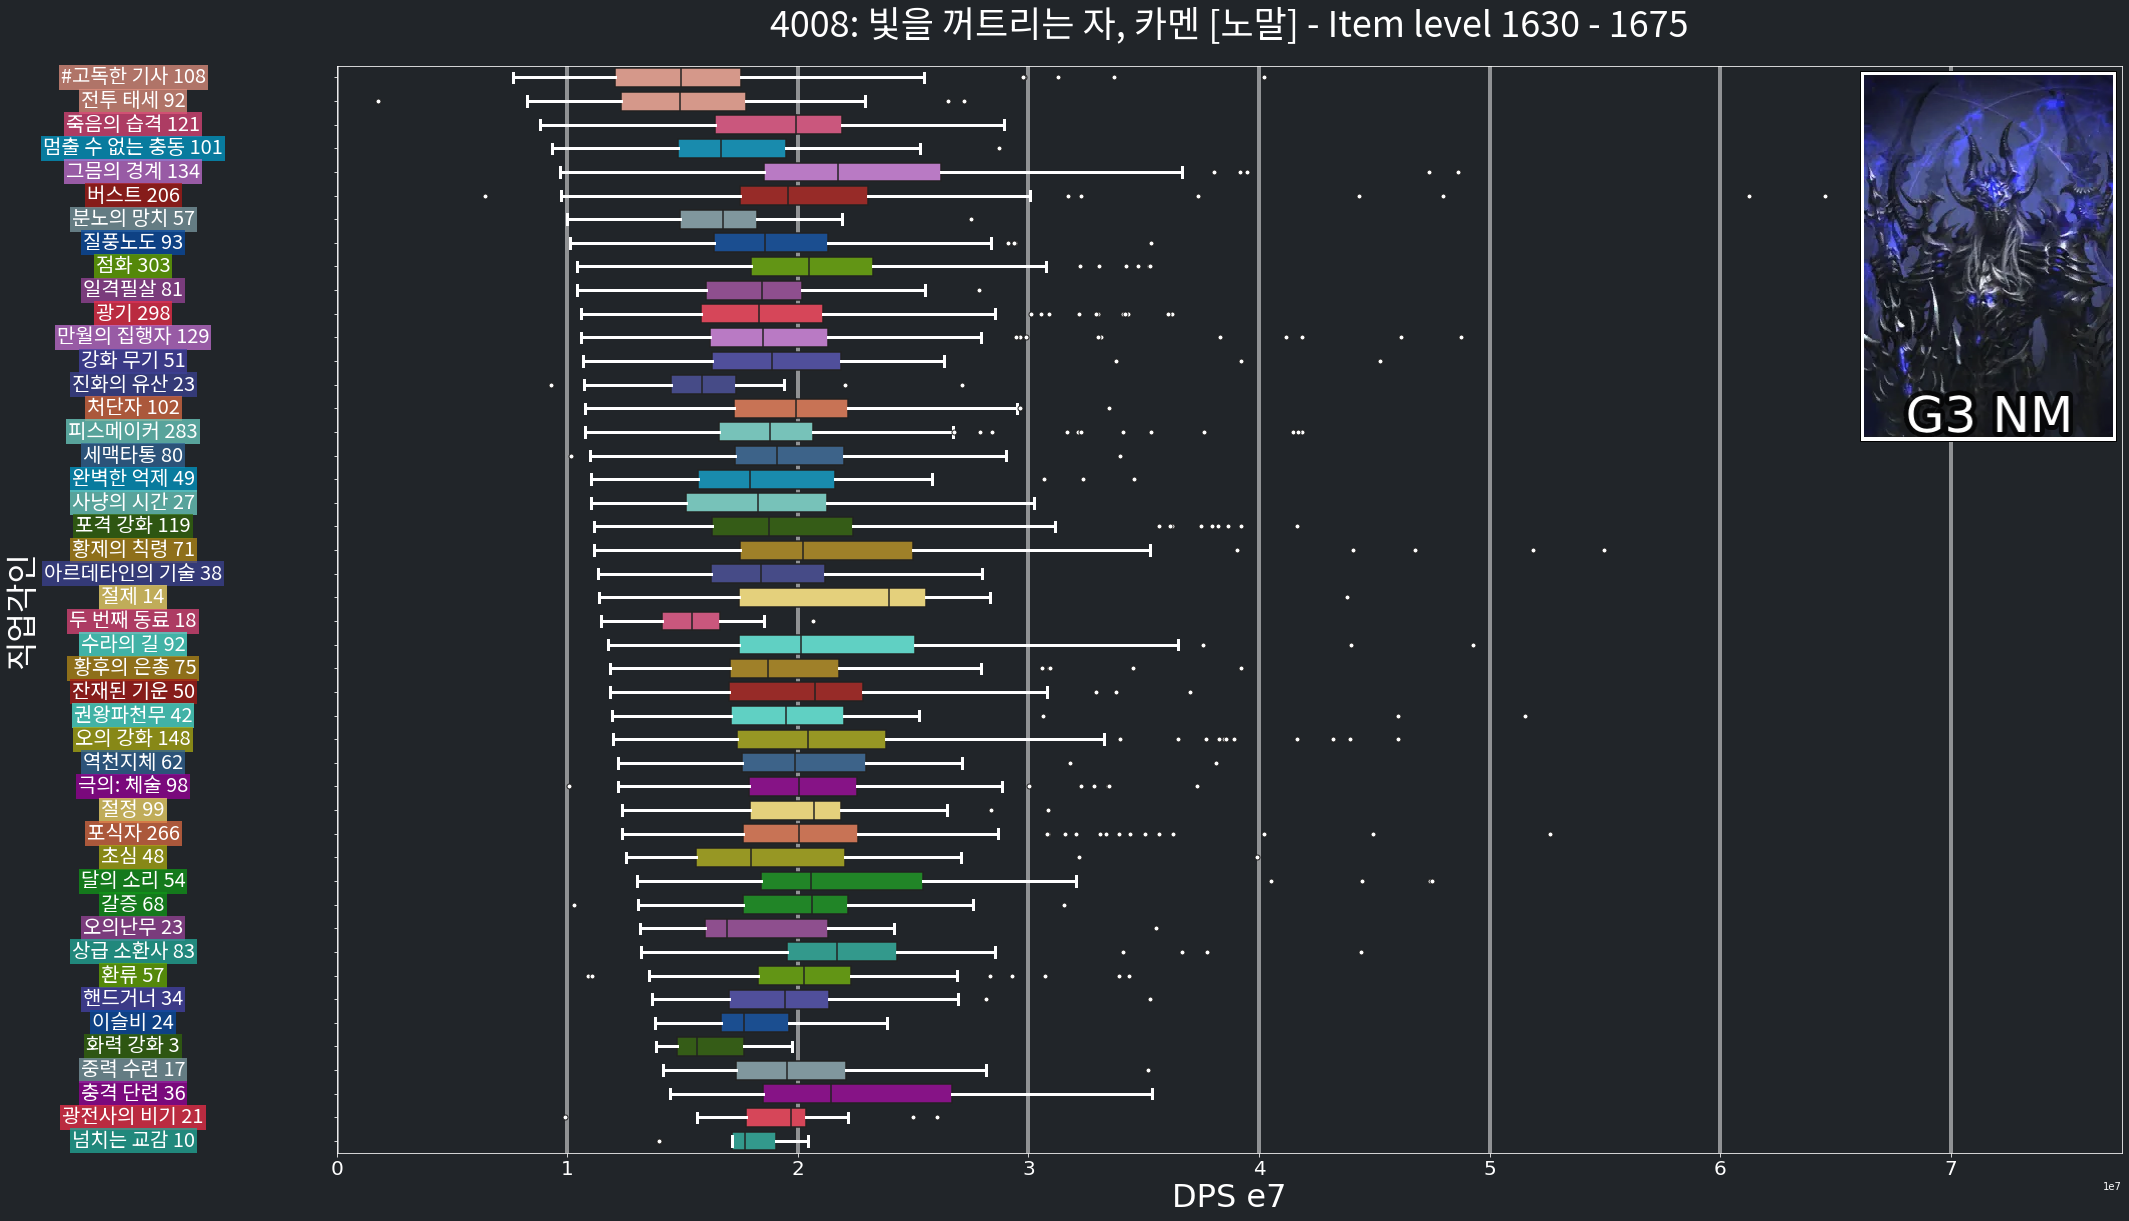 4008: 빛을 꺼트리는 자, 카멘 [노말] - Item level 1630 - 1675
#고독한 기사 108
전투 태세 92
죽음의 습격 121
멈출 수 없는 충동 101
그믐의 경계 134
버스트 206
분노의 망치 57
질풍노도 93
점화 303
일격필살 81
광기 298
만월의 집행자 129
강화 무기 51
진화의 유산 23
처단자 102
피스메이커 283
세맥타통 80
완벽한 억제 49
사냥의 시간 27
포격 강화 119
황제의 칙령 71
아르데타인의 기술 38
절제 14
두 번째 동료 18
수라의 길 92
황후의 은총 75
잔재된 기운 50
권왕파천무 42
오의 강화 148
역천지체 62
극의: 체술 98
절정 99
포식자 266
초심 48
달의 소리 54
갈증 68
오의난무 23
상급 소환사 83
환류 57
핸드거너 34
이슬비 24
화력 강화 3
중력 수련 17
충격 단련 36
광전사의 비기 21
넘치는 교감 10
직업각인
G3 NM
0 1 2 3 4 5 6 7
1e7
DPS e7